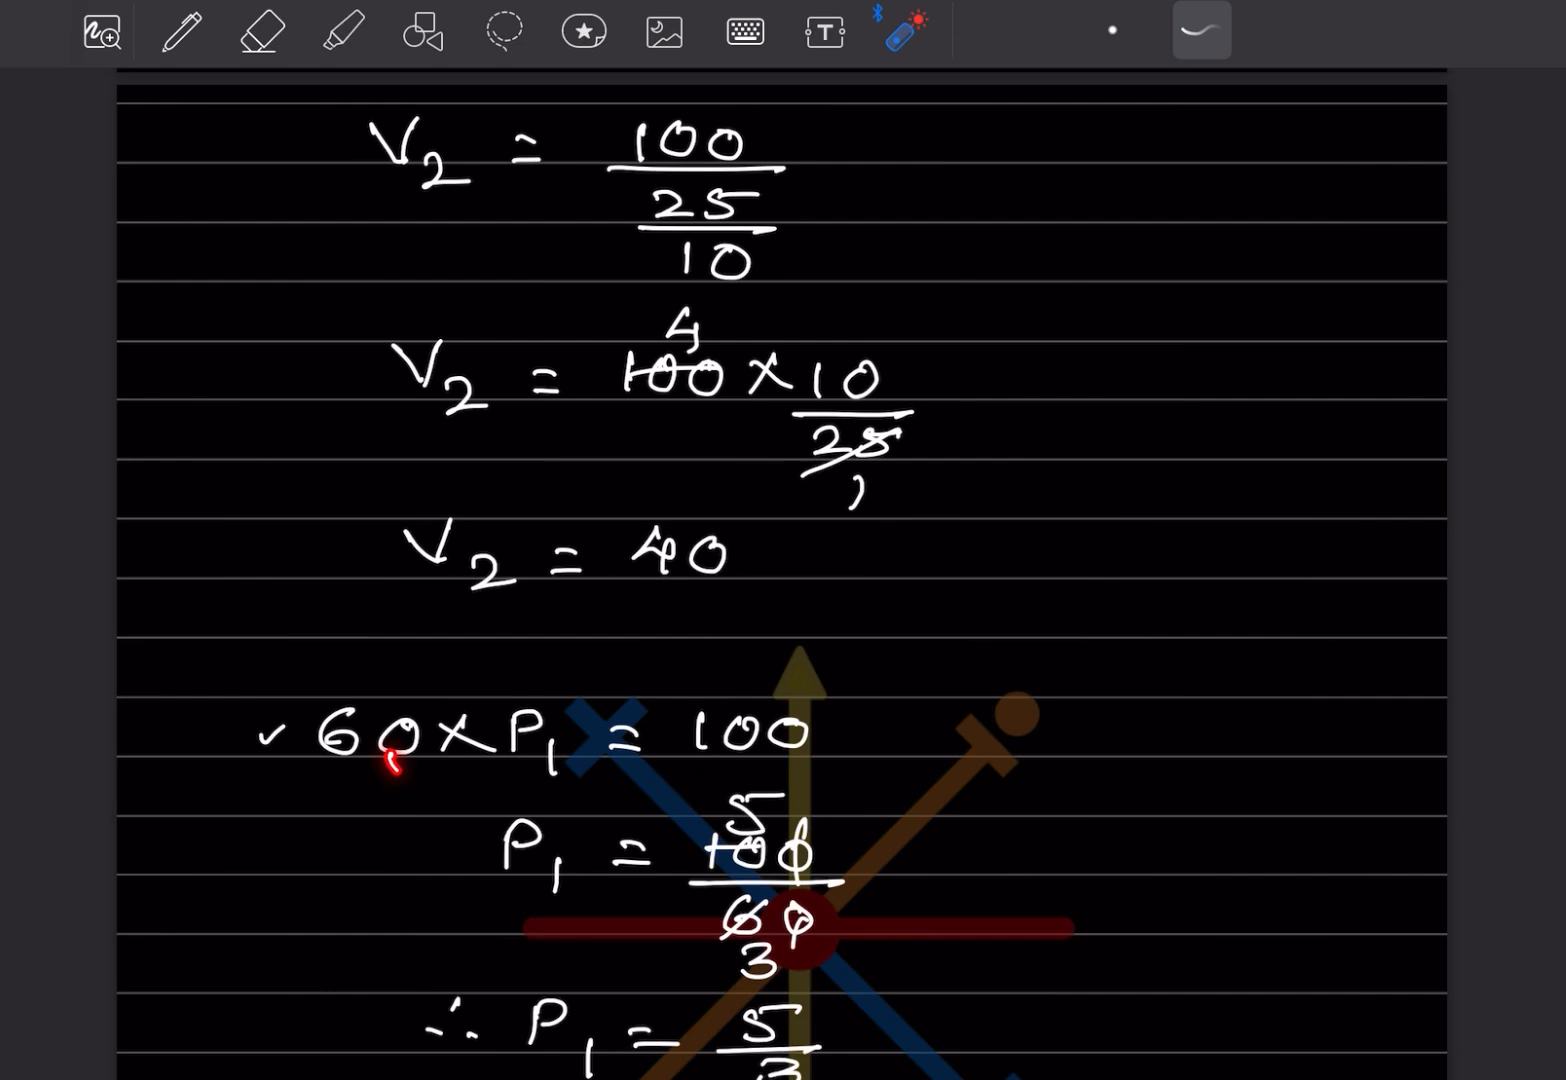 V₂ = 100/(25/10)
V₂ = 100 × 10/25
4
1
V₂ = 40
✓ 60 × P₁ = 100
P₁ = 100/60
5
3
∴ P₁ = 5/3